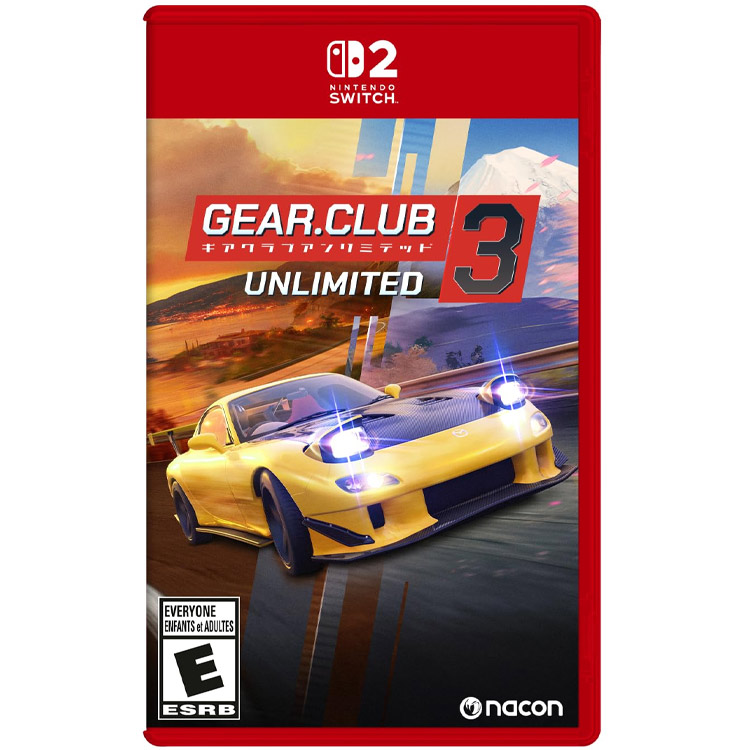 2
NINTENDO
SWITCH™
GEAR.CLUB
ギアクラブアンリミテッド
UNLIMITED
3
EVERYONE
ENFANTS et ADULTES
E
ESRB
nacon